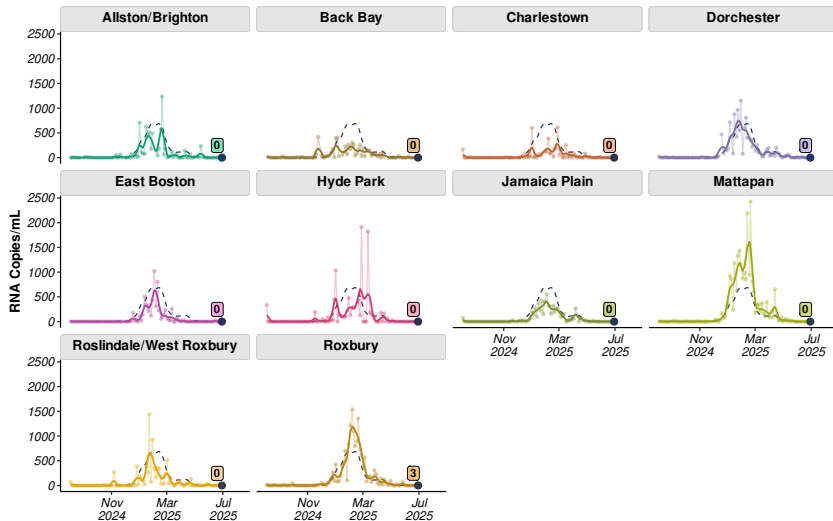 Allston/Brighton
Back Bay
Charlestown
Dorchester
2500
2000
1500
1000
500
0
0
0
0
0
East Boston
Hyde Park
Jamaica Plain
Mattapan
RNA Copies/mL
2500
2000
1500
1000
500
0
0
0
0
0
Nov
2024
Mar
2025
Jul
2025
Nov
2024
Mar
2025
Jul
2025
Roslindale/West Roxbury
Roxbury
2500
2000
1500
1000
500
0
0
3
Nov
2024
Mar
2025
Jul
2025
Nov
2024
Mar
2025
Jul
2025